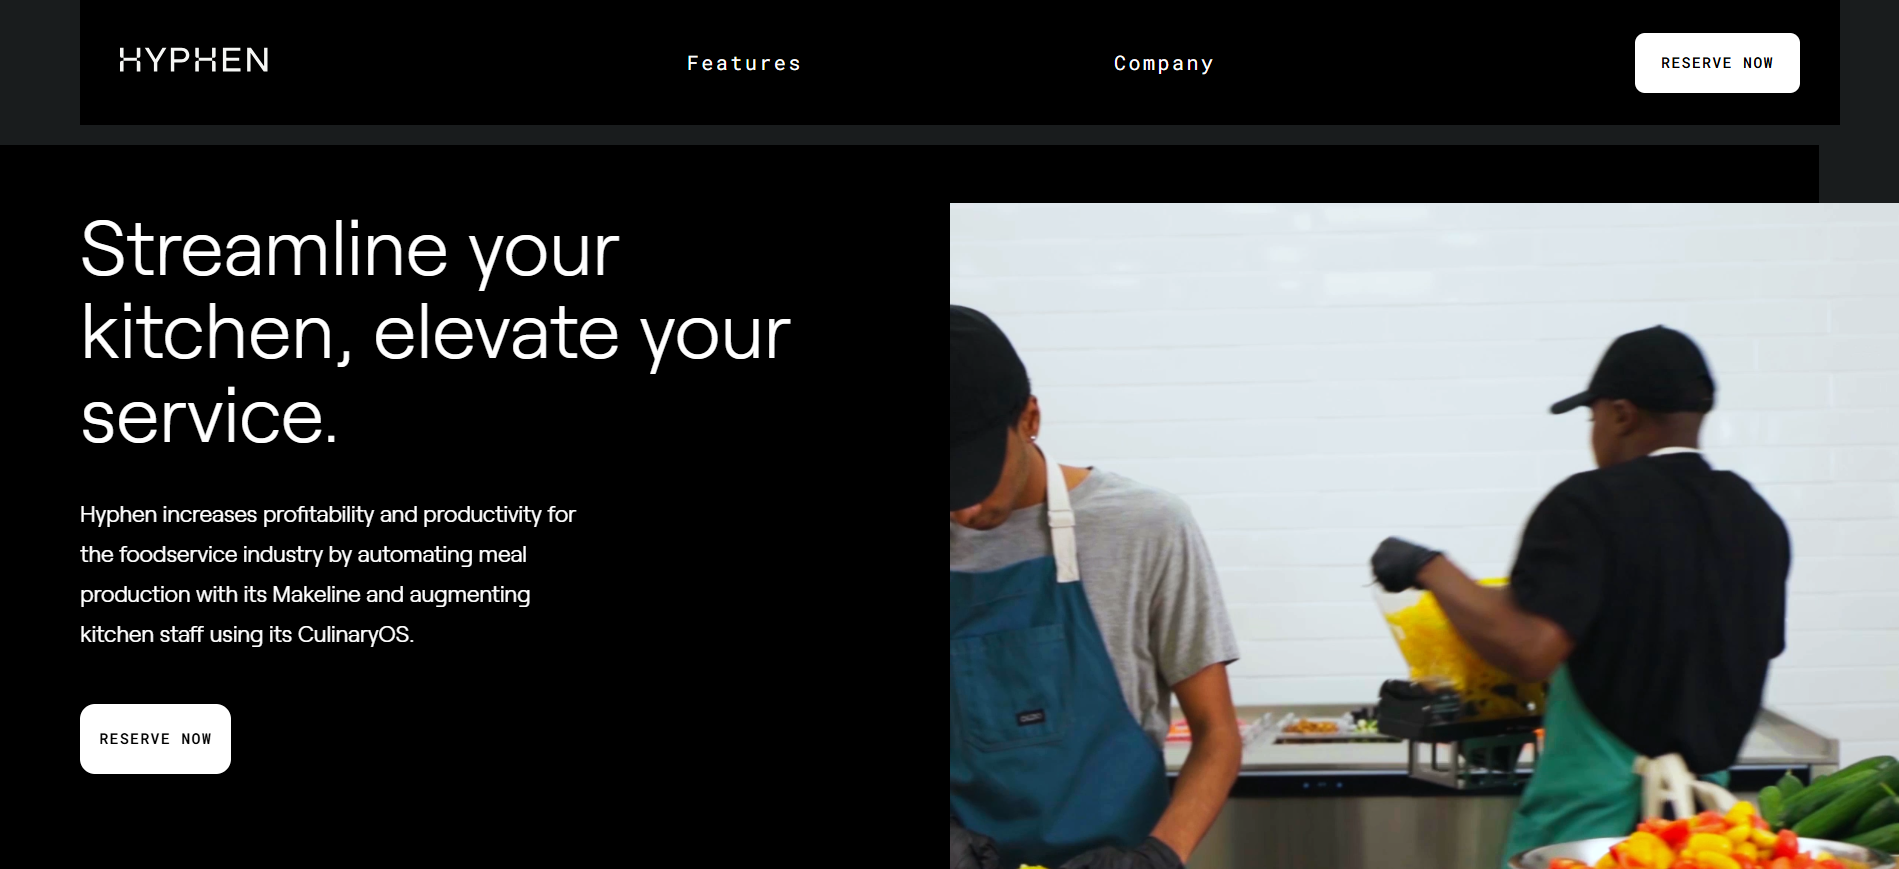 HYPHEN
Features
Company
RESERVE NOW
Streamline your
kitchen, elevate your
service.
Hyphen increases profitability and productivity for
the foodservice industry by automating meal
production with its Makeline and augmenting
kitchen staff using its CulinaryOS.
RESERVE NOW